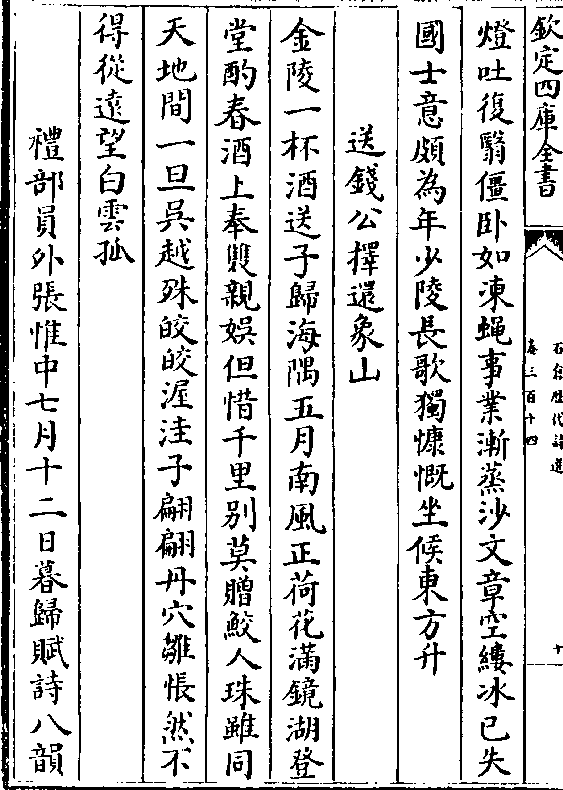 欽定四庫全書
石倉歷代詩選
卷三百十四
十
燈吐復翳僵卧如凍蝇事業漸蒸沙文章空縷冰已失
國士意頗為年少陵長歌獨慷慨坐候東方升
送錢公擇還象山
金陵一杯酒送子歸海隅五月南風正荷花滿鏡湖登
堂酌春酒上奉雙親娱但惜千里别莫贈鮫人珠雖同
天地間一旦吳越殊皎皎渥洼子翩翩丹穴雛悵然不
得從遠望白雲孤
禮部員外張惟中七月十二日暮歸賦詩八韻